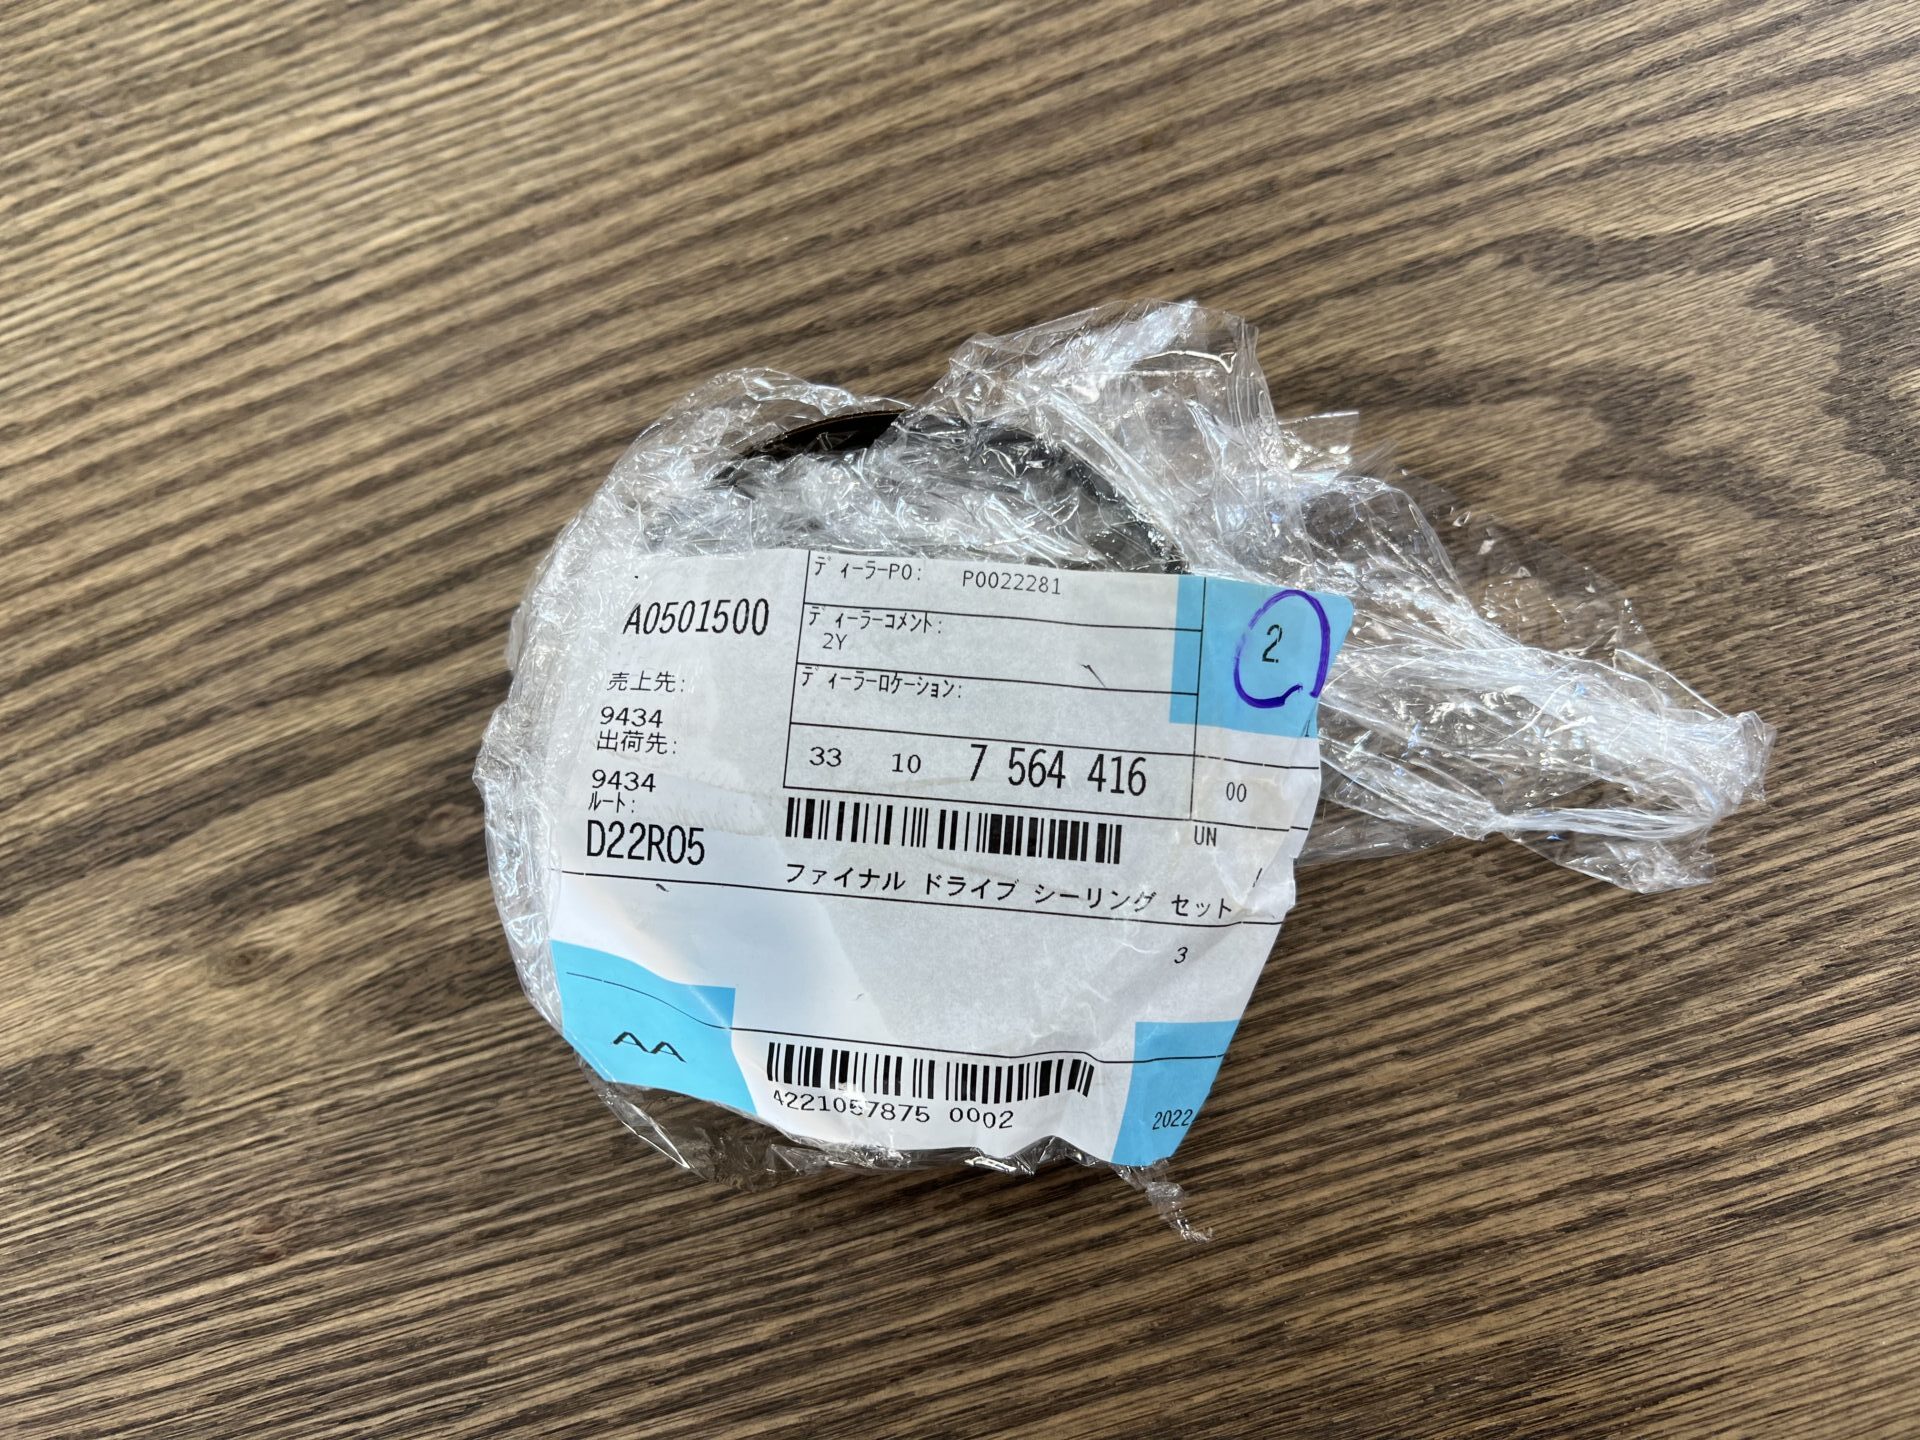 A0501500
ディーラーPO: P0022281
ディーラーコメント:
2Y
ディーラーロケーション:
2
売上先:
9434
出荷先:
9434
ルート:
D22R05
33 10 7 564 416 00
UN
ファイナル ドライブ シーリング セット
3
AA
4221057875 0002
2022